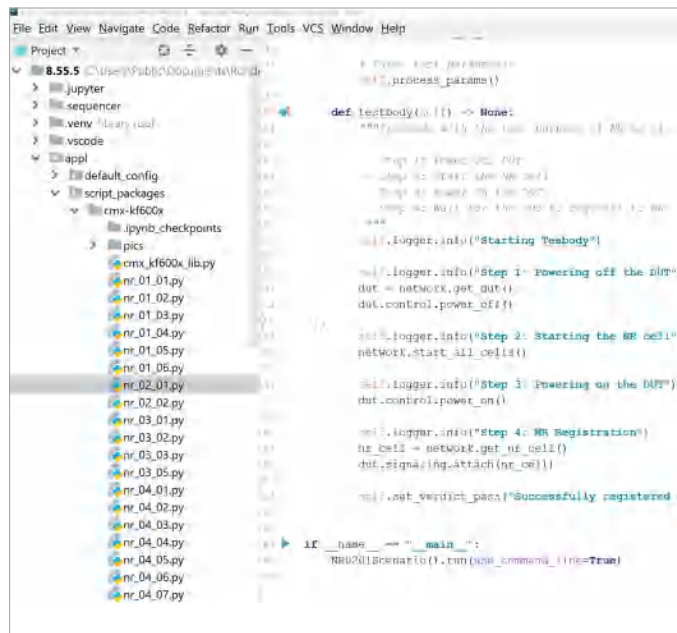 File Edit View Navigate Code Refactor Run Tools VCS Window Help
Project
8.55.5 C:\Users\Public\Documents\
.jupyter
.sequencer
.venv library root
.vscode
appl
default_config
script_packages
cmx-kf600x
.ipynb_checkpoints
pics
cmx_kf600x_lib.py
nr_01_01.py
nr_01_02.py
nr_01_03.py
nr_01_04.py
nr_01_05.py
nr_01_06.py
nr_02_01.py
nr_02_02.py
nr_03_01.py
nr_03_02.py
nr_03_03.py
nr_03_05.py
nr_04_01.py
nr_04_02.py
nr_04_03.py
nr_04_04.py
nr_04_05.py
nr_04_06.py
nr_04_07.py
self.process_params()
def testbody(self) -> None:
"""
self.logger.info("Starting Tesbody")
self.logger.info("Step 1: Powering off the DUT"
dut = network.get_dut()
dut.control.power_off()
self.logger.info("Step 2: Starting the NR cell"
network.start_all_cells()
self.logger.info("Step 3: Powering on the DUT")
dut.control.power_on()
self.logger.info("Step 4: NR Registration")
nr_cell = network.get_nr_cell()
dut.signaling.attach(nr_cell)
self.set_verdict_pass("Successfully registered
if __name__ == "__main__":
NR0201Scenario().run(use_command_line=True)